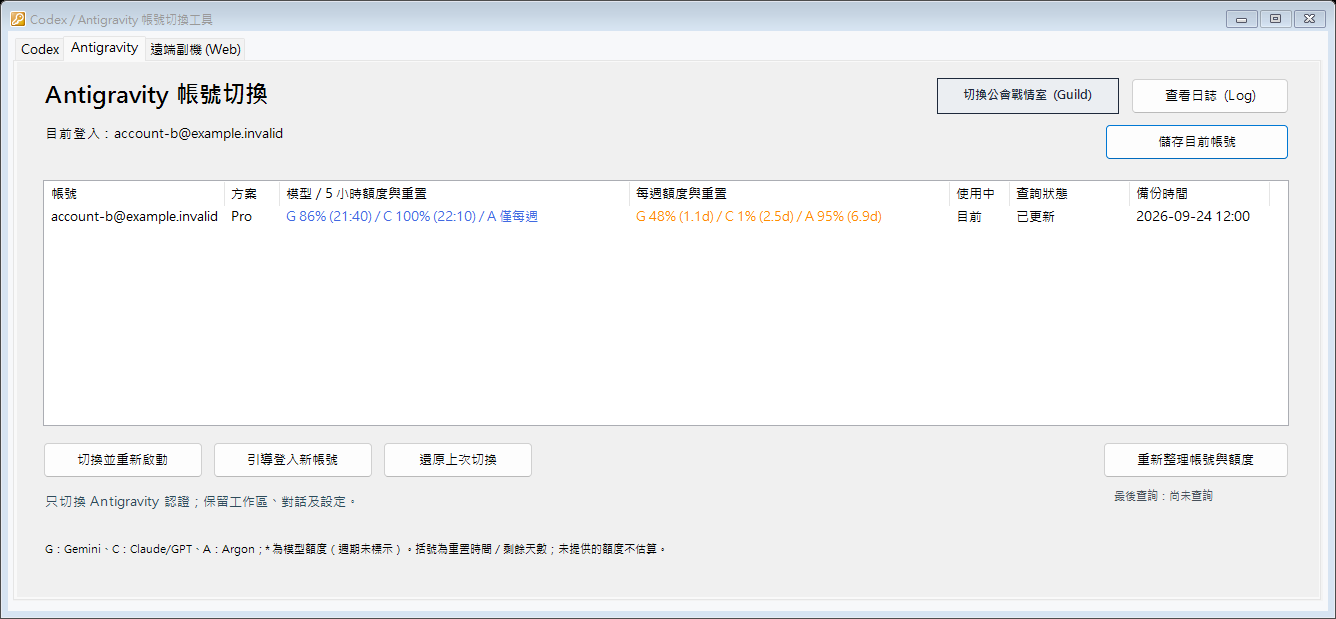 Codex / Antigravity 帳號切換工具
Codex
Antigravity
遠端副機 (Web)
Antigravity 帳號切換
切換公會戰情室 (Guild)
查看日誌 (Log)
目前登入：account-b@example.invalid
儲存目前帳號
帳號 方案 模型 / 5 小時額度與重置 每週額度與重置 使用中 查詢狀態 備份時間
account-b@example.invalid Pro G 86% (21:40) / C 100% (22:10) / A 僅每週 G 48% (1.1d) / C 1% (2.5d) / A 95% (6.9d) 目前 已更新 2026-09-24 12:00
切換並重新啟動
引導登入新帳號
還原上次切換
重新整理帳號與額度
只切換 Antigravity 認證；保留工作區、對話及設定。
最後查詢：尚未查詢
G：Gemini、C：Claude/GPT、A：Argon；* 為模型額度（週期未標示）。括號為重置時間 / 剩餘天數；未提供的額度不估算。